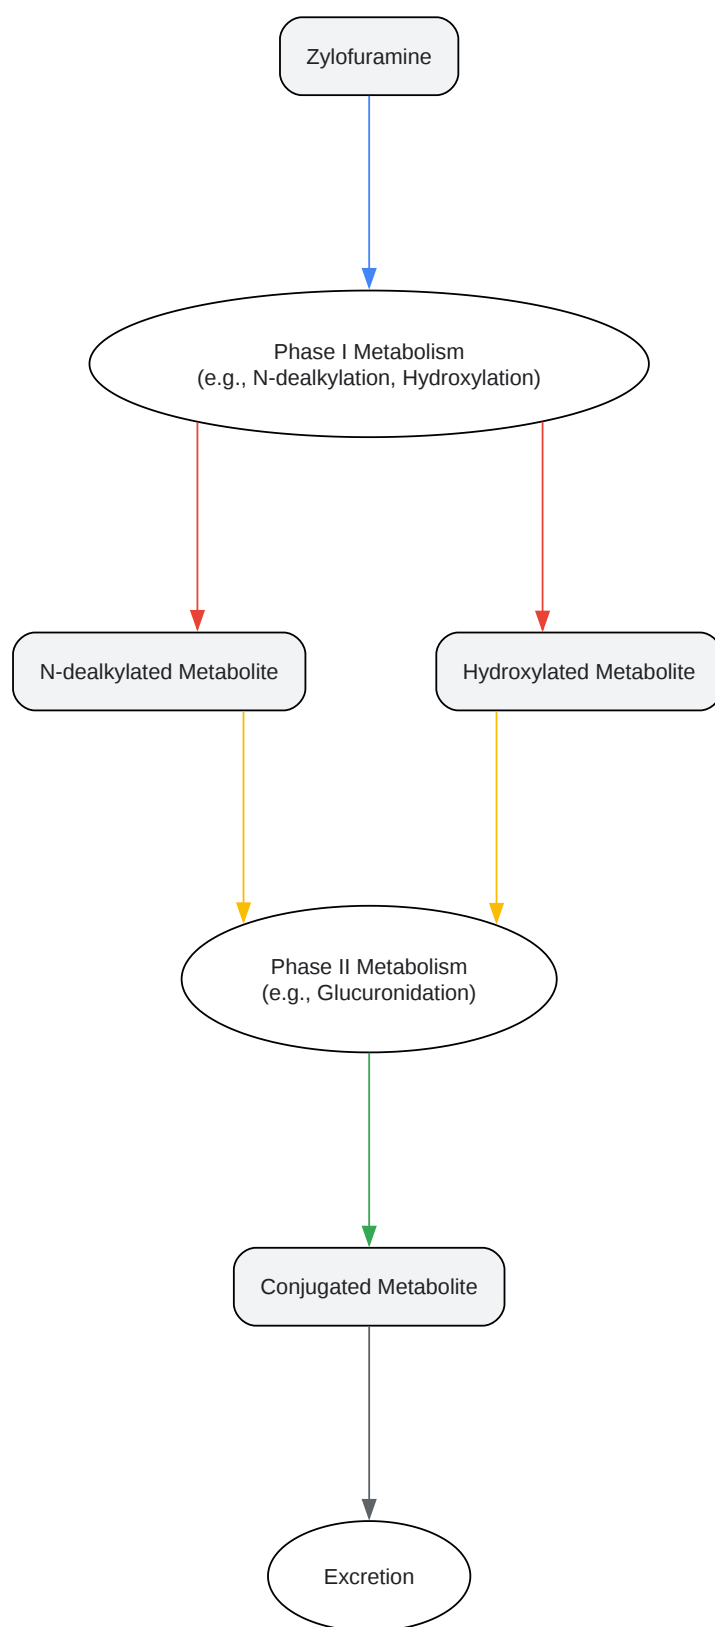 Zylofuramine
Phase I Metabolism
(e.g., N-dealkylation, Hydroxylation)
N-dealkylated Metabolite
Hydroxylated Metabolite
Phase II Metabolism
(e.g., Glucuronidation)
Conjugated Metabolite
Excretion